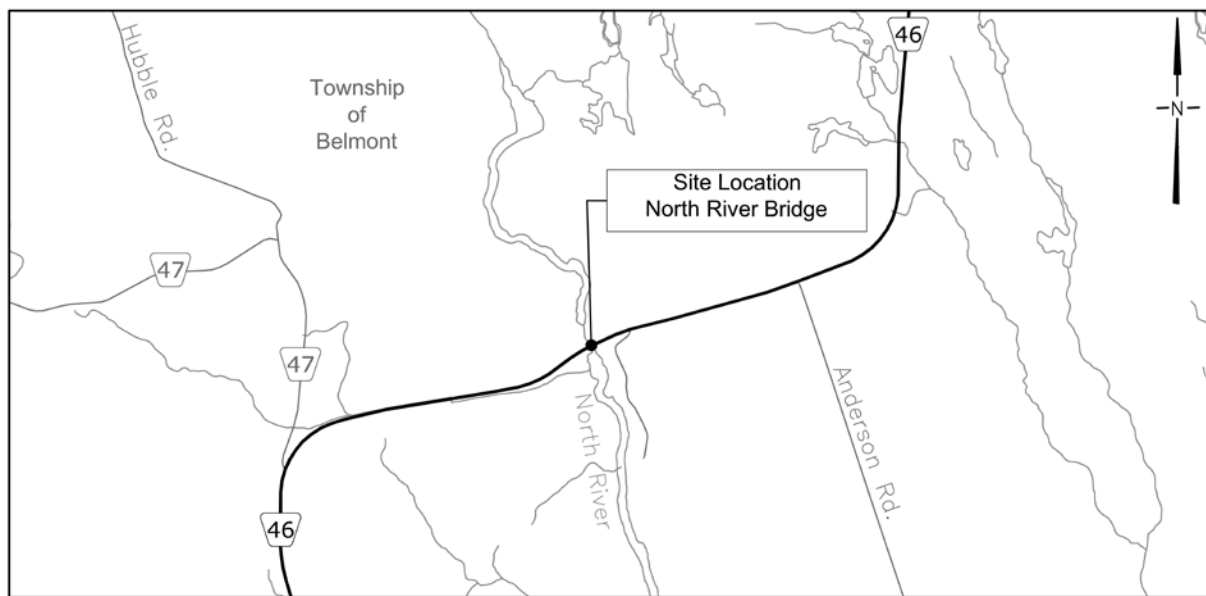 46
Hubble Rd.
Township
of
Belmont
N
Site Location
North River Bridge
47
47
North River
Anderson Rd.
46